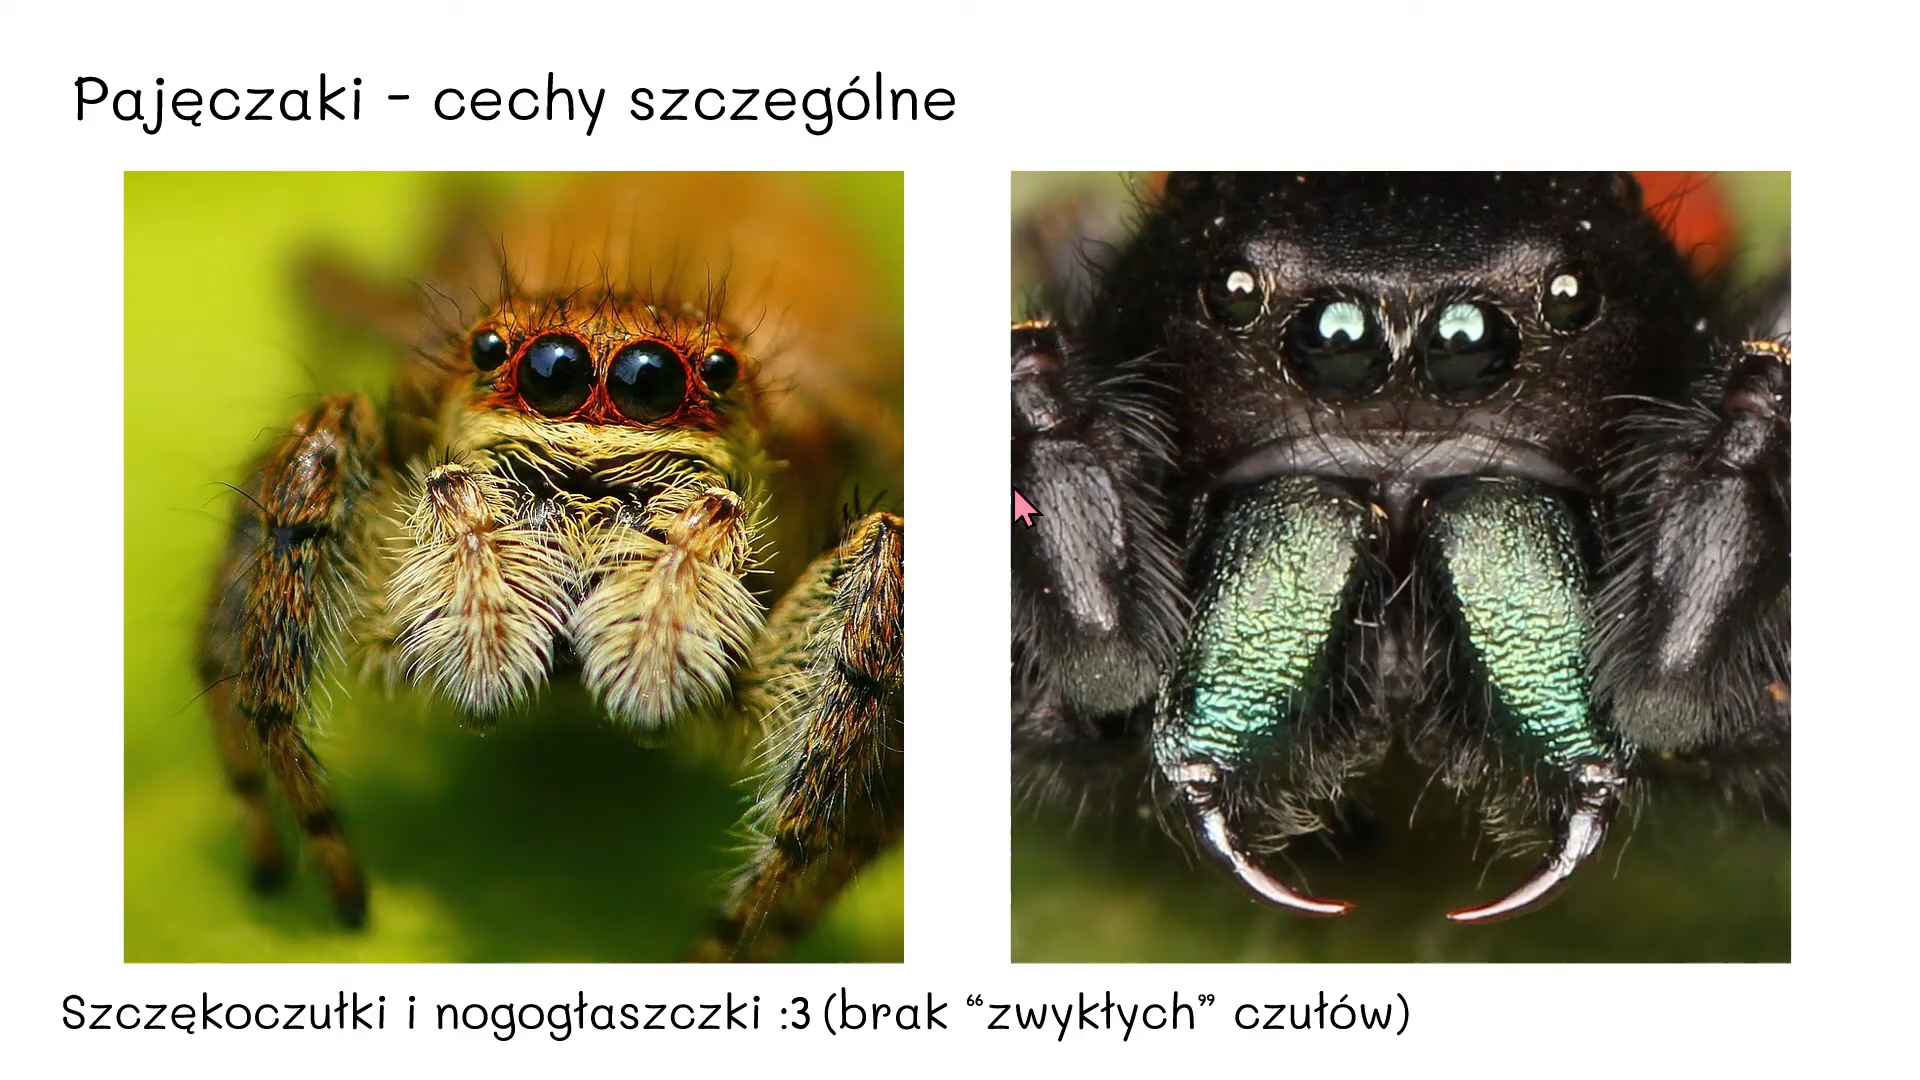 Pajęczaki - cechy szczególne
Szczękoczułki i nogogłaszczki :3 (brak “zwykłych” czułów)